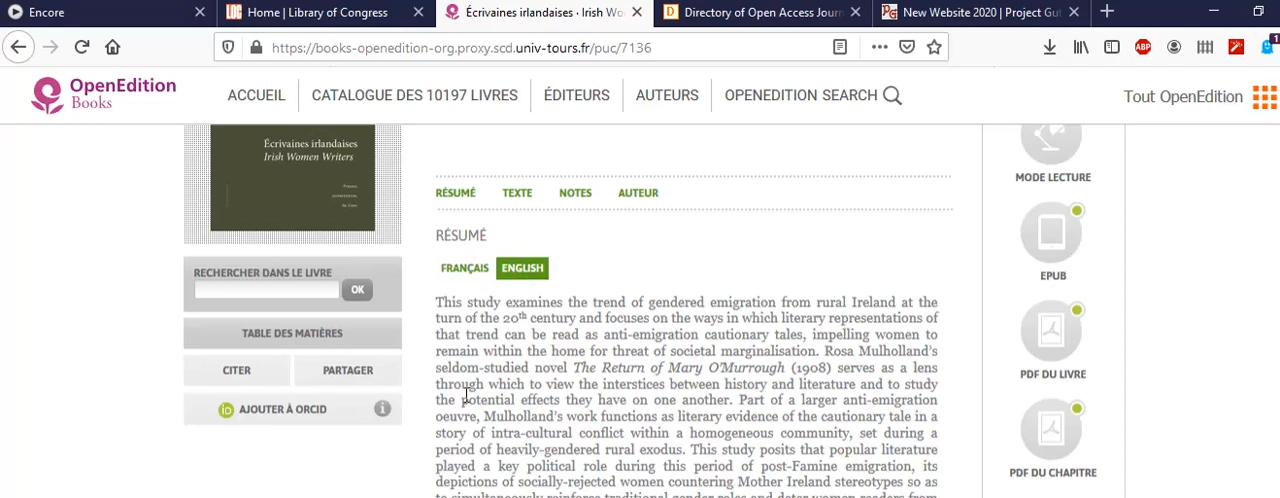 Encore
Home | Library of Congress
Écrivaines irlandaises · Irish Wo
Directory of Open Access Journ
New Website 2020 | Project Gut
https://books-openedition-org.proxy.scd.univ-tours.fr/puc/7136
ABP
1
OpenEdition
Books
ACCUEIL
CATALOGUE DES 10197 LIVRES
ÉDITEURS
AUTEURS
OPENEDITION SEARCH
Tout OpenEdition
Écrivaines irlandaises
Irish Women Writers
RECHERCHER DANS LE LIVRE
OK
TABLE DES MATIÈRES
CITER
PARTAGER
iD AJOUTER À ORCID i
RÉSUMÉ TEXTE NOTES AUTEUR
RÉSUMÉ
FRANÇAIS ENGLISH
This study examines the trend of gendered emigration from rural Ireland at the
turn of the 20th century and focuses on the ways in which literary representations of
that trend can be read as anti-emigration cautionary tales, impelling women to
remain within the home for threat of societal marginalisation. Rosa Mulholland's
seldom-studied novel The Return of Mary O'Murrough (1908) serves as a lens
through which to view the interstices between history and literature and to study
the potential effects they have on one another. Part of a larger anti-emigration
oeuvre, Mulholland's work functions as literary evidence of the cautionary tale in a
story of intra-cultural conflict within a homogeneous community, set during a
period of heavily-gendered rural exodus. This study posits that popular literature
played a key political role during this period of post-Famine emigration, its
depictions of socially-rejected women countering Mother Ireland stereotypes so as
to simultaneously reinforce traditional gender roles and deter women readers from
MODE LECTURE
EPUB
PDF DU LIVRE
PDF DU CHAPITRE